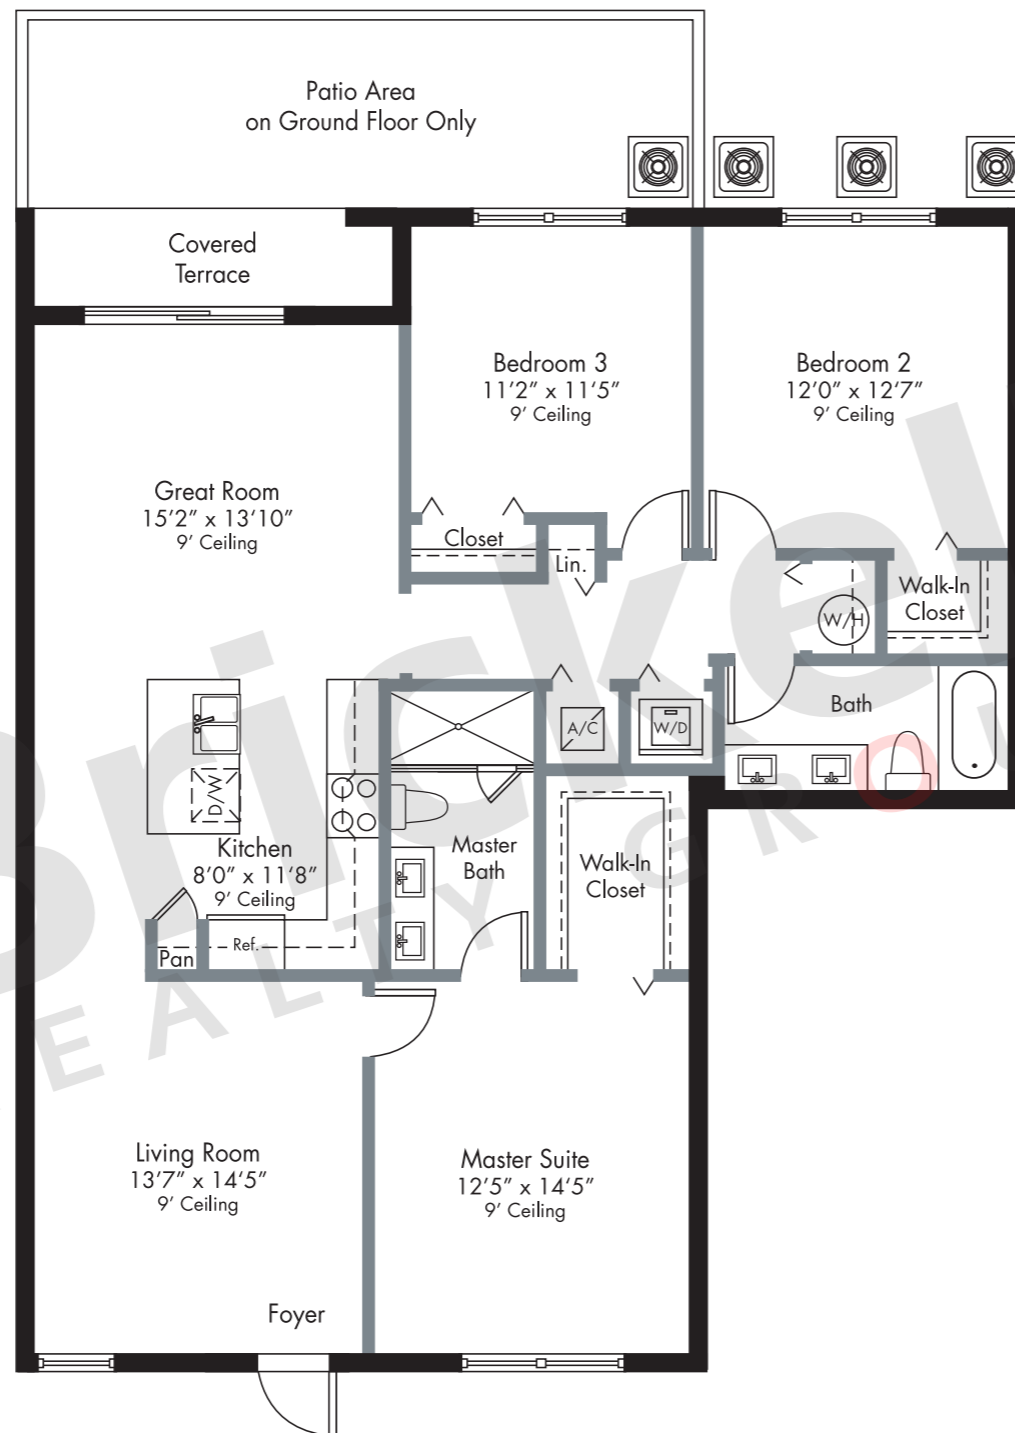 Patio Area
on Ground Floor Only
Covered
Terrace
Bedroom 3
11'2" x 11'5"
9' Ceiling
Bedroom 2
12'0" x 12'7"
9' Ceiling
Great Room
15'2" x 13'10"
9' Ceiling
Closet
Lin.
W/H
Walk-In
Closet
A/C
W/D
Bath
D/W
Kitchen
8'0" x 11'8"
9' Ceiling
Master
Bath
Walk-In
Closet
Pan
Ref.
Living Room
13'7" x 14'5"
9' Ceiling
Master Suite
12'5" x 14'5"
9' Ceiling
Foyer
Brickel
EALTY GROU